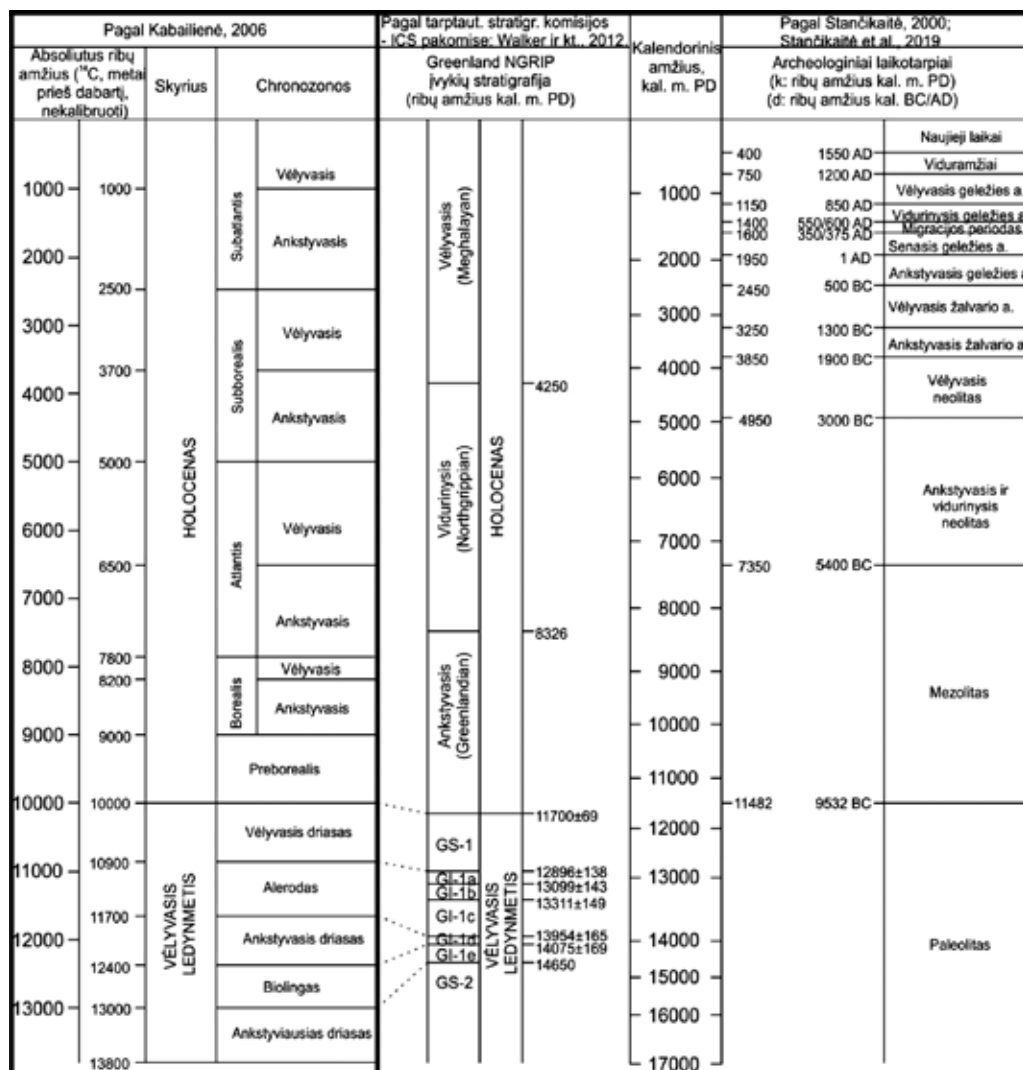 Pagal Kabailienė, 2006
Pagal tarptaut. stratigr. komisijos
- ICS pakomise: Walker ir kt., 2012.
Pagal Stančikaitė, 2000;
Stančikaitė et al., 2019
Absoliutus ribų
amžius (¹⁴C, metai
prieš dabartį,
nekalibruoti)
Skyrius
Chronozonos
Greenland NGRIP
įvykių stratigrafija
(ribų amžius kal. m. PD)
Kalendorinis
amžius,
kal. m. PD
Archeologiniai laikotarpiai
(k: ribų amžius kal. m. PD)
(d: ribų amžius kal. BC/AD)
1000
2000
3000
4000
5000
6000
7000
8000
9000
10000
11000
12000
13000
1000
2500
3700
5000
6500
7800
8200
9000
10000
10900
11700
12400
13000
13800
HOLOCENAS
VĖLYVASIS
LEDYNMETIS
Subatlantis
Subborealis
Atlantis
Borealis
Vėlyvasis
Ankstyvasis
Vėlyvasis
Ankstyvasis
Vėlyvasis
Ankstyvasis
Vėlyvasis
Ankstyvasis
Preborealis
Vėlyvasis driasas
Alerodas
Ankstyvasis driasas
Biolingas
Ankstyviausias driasas
Vėlyvasis
(Meghalayan)
Vidurinysis
(Northgrippian)
Ankstyvasis
(Greenlandian)
GS-1
GI-1a
GI-1b
GI-1c
GI-1d
GI-1e
GS-2
HOLOCENAS
VĖLYVASIS
LEDYNMETIS
4250
8326
11700±69
12896±138
13099±143
13311±149
13954±165
14075±169
14650
1000
2000
3000
4000
5000
6000
7000
8000
9000
10000
11000
12000
13000
14000
15000
16000
17000
Naujieji laikai
400 1550 AD
Viduramžiai
750 1200 AD
Vėlyvasis geležies a.
1150 850 AD
Vidurinysis geležies a
1400 550/600 AD
Migracijos periodas
1600 350/375 AD
Senasis geležies a.
1950 1 AD
Ankstyvasis geležies a
2450 500 BC
Vėlyvasis žalvario a.
3250 1300 BC
Ankstyvasis žalvario a
3850 1900 BC
Vėlyvasis
neolitas
4950 3000 BC
Ankstyvasis ir
vidurinysis
neolitas
7350 5400 BC
Mezolitas
11482 9532 BC
Paleolitas